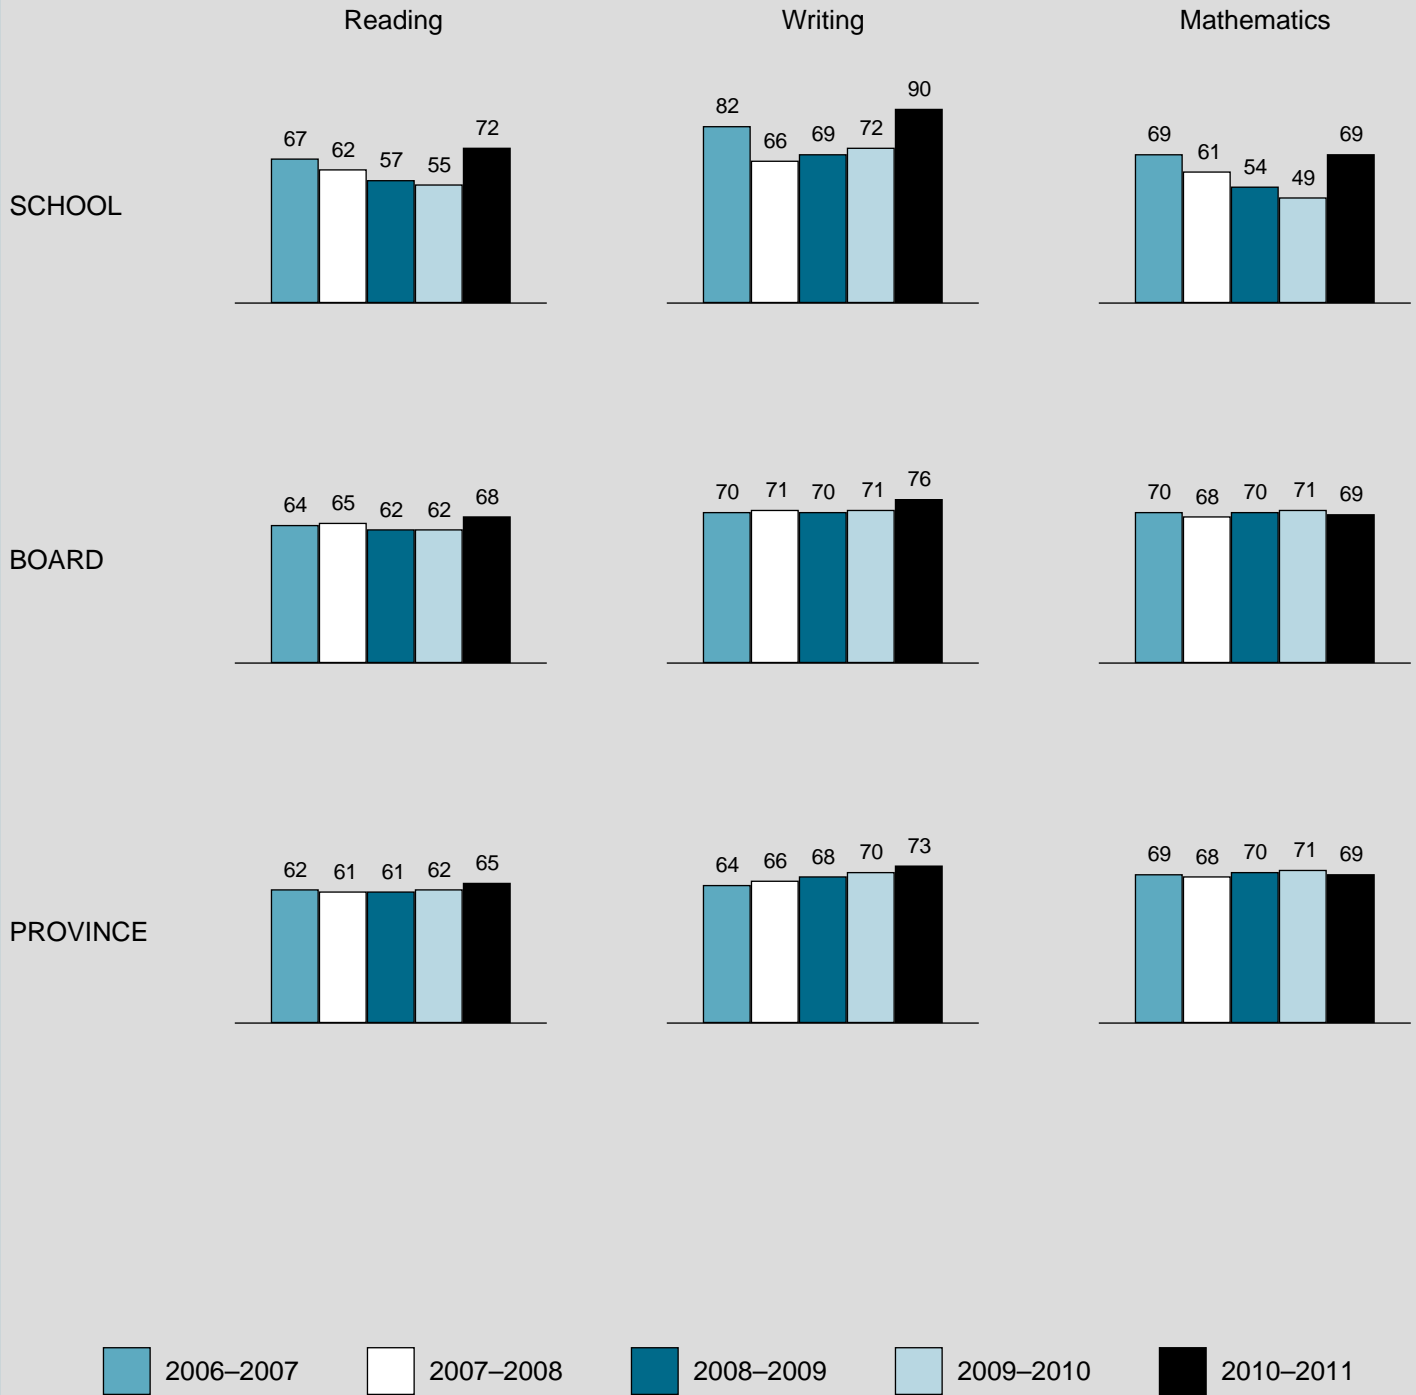 Reading Writing Mathematics
67 62 57 55 72
82 66 69 72 90
69 61 54 49 69
SCHOOL
64 65 62 62 68
70 71 70 71 76
70 68 70 71 69
BOARD
62 61 61 62 65
64 66 68 70 73
69 68 70 71 69
PROVINCE
2006–2007 2007–2008 2008–2009 2009–2010 2010–2011